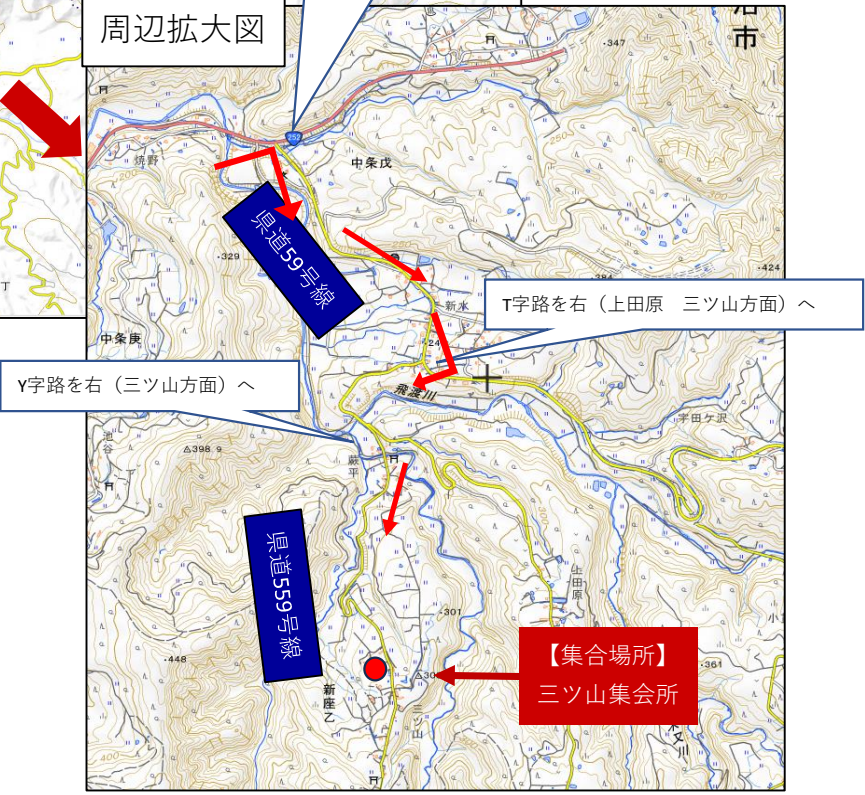 周辺拡大図
市
・347
252
焼野
中条戊
県道59号線
・329
・424
新水
T字路を右（上田原　三ツ山方面）へ
中条庚
Y字路を右（三ツ山方面）へ
飛渡川
宇田ケ沢
池谷
△398.9
蕨平
県道559号線
上田原
・301
【集合場所】
三ツ山集会所
・448
・361
新座乙
三ツ山
丁